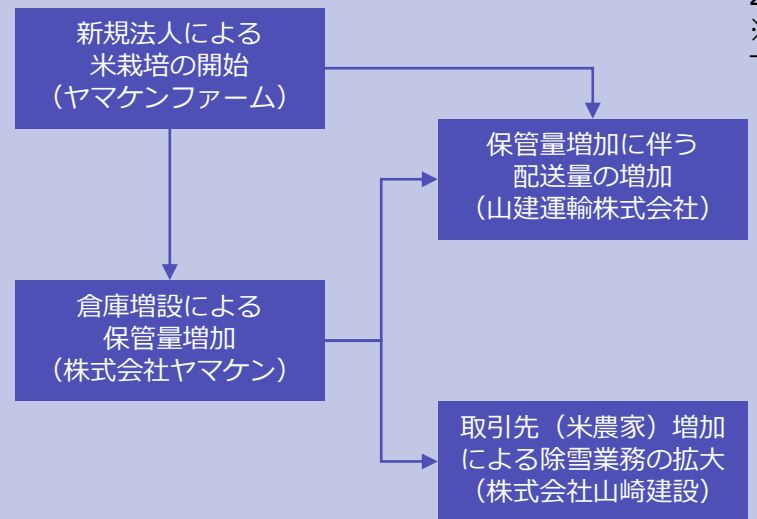 新規法人による
米栽培の開始
（ヤマケンファーム）
保管量増加に伴う
配送量の増加
（山建運輸株式会社）
倉庫増設による
保管量増加
（株式会社ヤマケン）
取引先（米農家）増加
による除雪業務の拡大
（株式会社山崎建設）
※